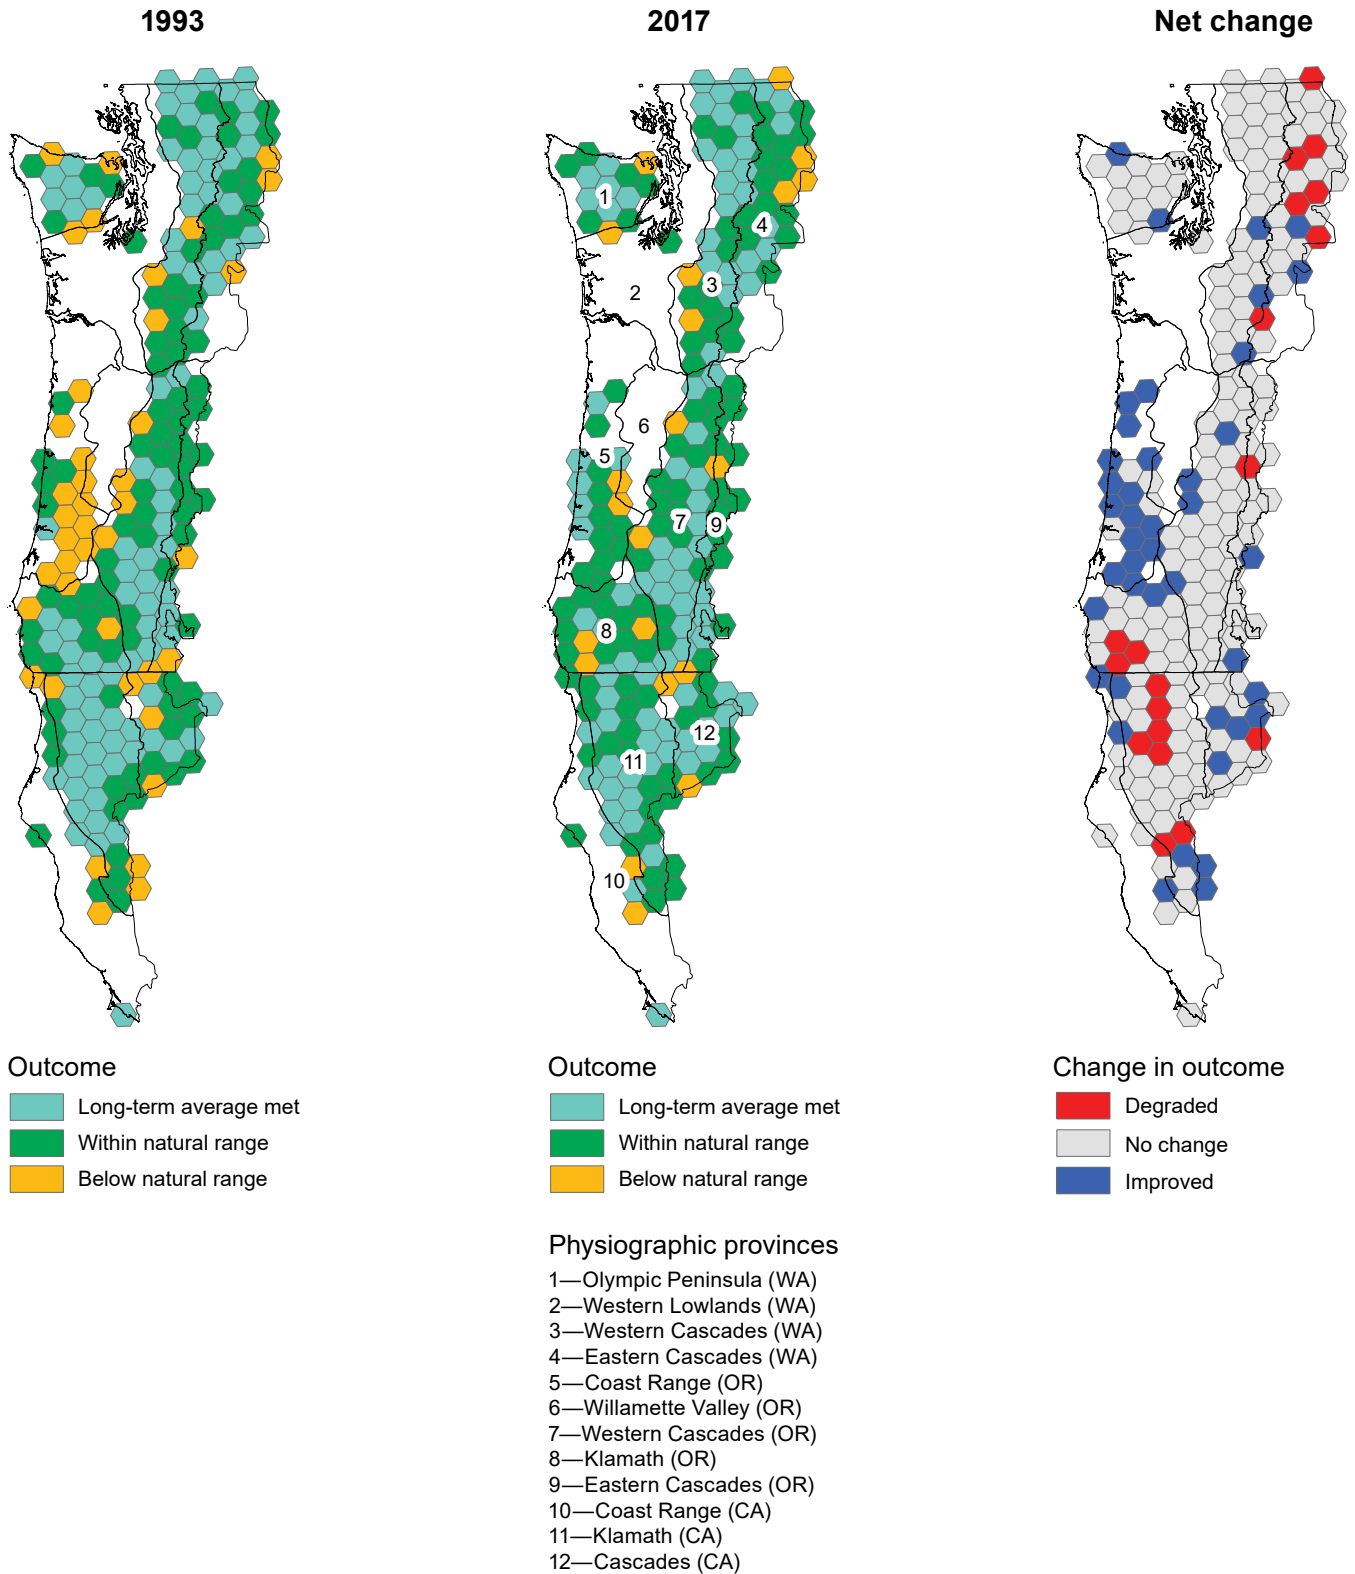 1993
2017
Net change
1
4
3
2
6
5
7
9
8
12
11
10
Outcome
Long-term average met
Within natural range
Below natural range
Outcome
Long-term average met
Within natural range
Below natural range
Change in outcome
Degraded
No change
Improved
Physiographic provinces
1—Olympic Peninsula (WA)
2—Western Lowlands (WA)
3—Western Cascades (WA)
4—Eastern Cascades (WA)
5—Coast Range (OR)
6—Willamette Valley (OR)
7—Western Cascades (OR)
8—Klamath (OR)
9—Eastern Cascades (OR)
10—Coast Range (CA)
11—Klamath (CA)
12—Cascades (CA)